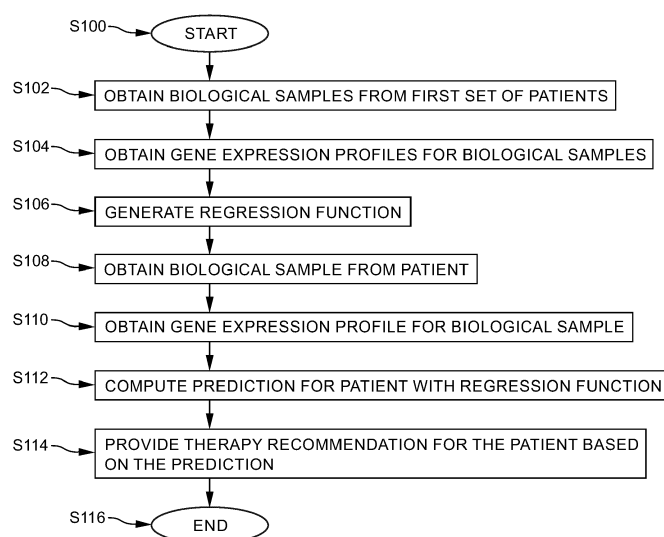 S100
START
S102
OBTAIN BIOLOGICAL SAMPLES FROM FIRST SET OF PATIENTS
S104
OBTAIN GENE EXPRESSION PROFILES FOR BIOLOGICAL SAMPLES
S106
GENERATE REGRESSION FUNCTION
S108
OBTAIN BIOLOGICAL SAMPLE FROM PATIENT
S110
OBTAIN GENE EXPRESSION PROFILE FOR BIOLOGICAL SAMPLE
S112
COMPUTE PREDICTION FOR PATIENT WITH REGRESSION FUNCTION
S114
PROVIDE THERAPY RECOMMENDATION FOR THE PATIENT BASED
ON THE PREDICTION
S116
END